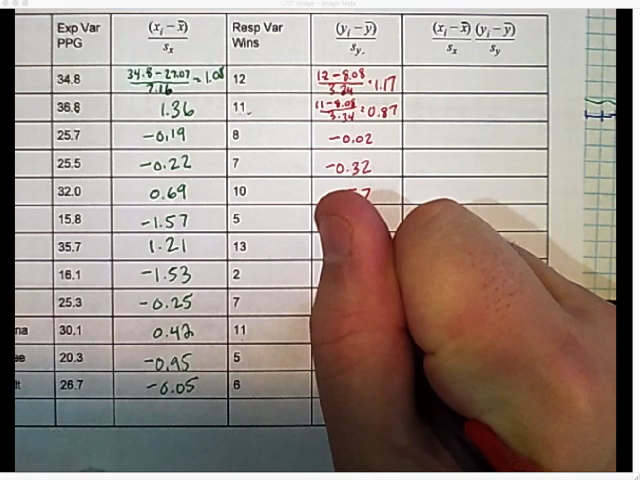 Exp Var (xᵢ – x̅) Resp Var (yᵢ – y̅) (xᵢ – x̅) (yᵢ – y̅)
PPG sₓ Wins s_y sₓ s_y
34.8 34.8-27.07 = 1.08 12 12-8.08 = 1.17
7.16 3.34
36.8 1.36 11 11-8.08 = 0.87
3.34
25.7 -0.19 8 -0.02
25.5 -0.22 7 -0.32
32.0 0.69 10
15.8 -1.57 5
35.7 1.21 13
16.1 -1.53 2
25.3 -0.25 7
na 30.1 0.42 11
ee 20.3 -0.95 5
lt 26.7 -0.05 6